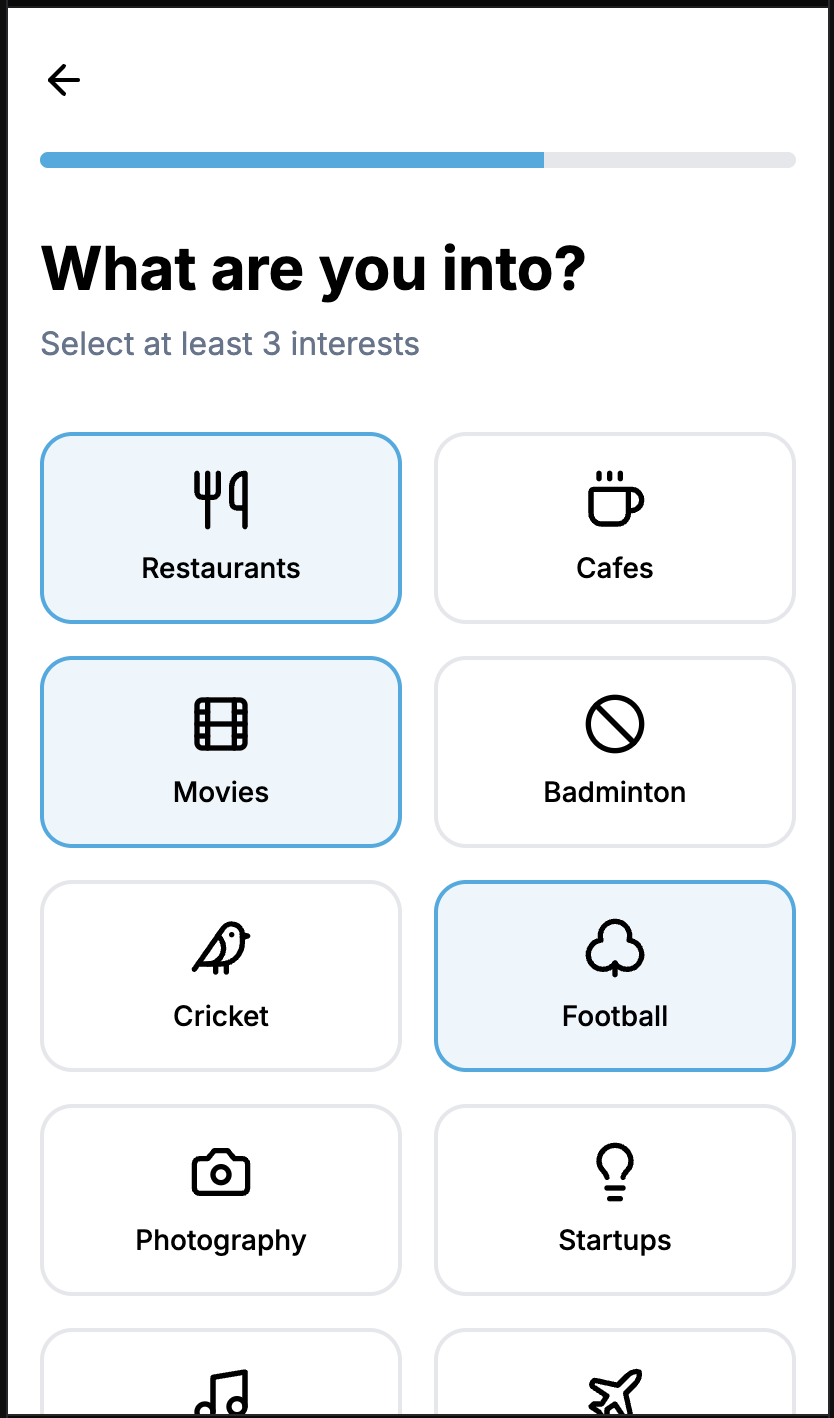 What are you into?
Select at least 3 interests
Restaurants
Cafes
Movies
Badminton
Cricket
Football
Photography
Startups